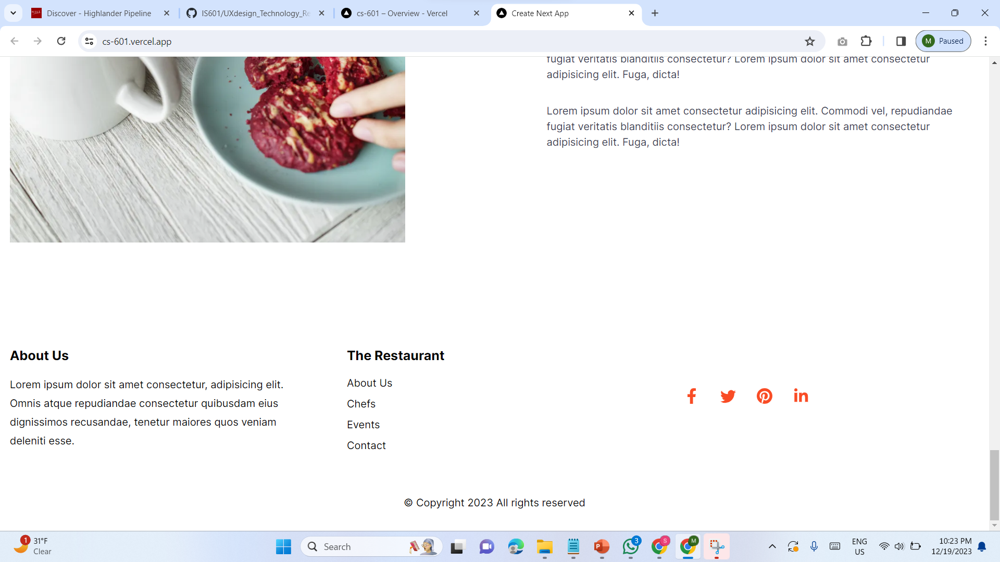 Discover - Highlander Pipeline
IS601/UXdesign_Technology_Re
cs-601 – Overview - Vercel
Create Next App
cs-601.vercel.app
M
Paused
fugiat veritatis blanditiis consectetur? Lorem ipsum dolor sit amet consectetur
adipisicing elit. Fuga, dicta!
Lorem ipsum dolor sit amet consectetur adipisicing elit. Commodi vel, repudiandae
fugiat veritatis blanditiis consectetur? Lorem ipsum dolor sit amet consectetur
adipisicing elit. Fuga, dicta!
About Us
Lorem ipsum dolor sit amet consectetur, adipisicing elit.
Omnis atque repudiandae consectetur quibusdam eius
dignissimos recusandae, tenetur maiores quos veniam
deleniti esse.
The Restaurant
About Us
Chefs
Events
Contact
© Copyright 2023 All rights reserved
1
31°F
Clear
Search
P
3
S
M
ENG
US
10:23 PM
12/19/2023